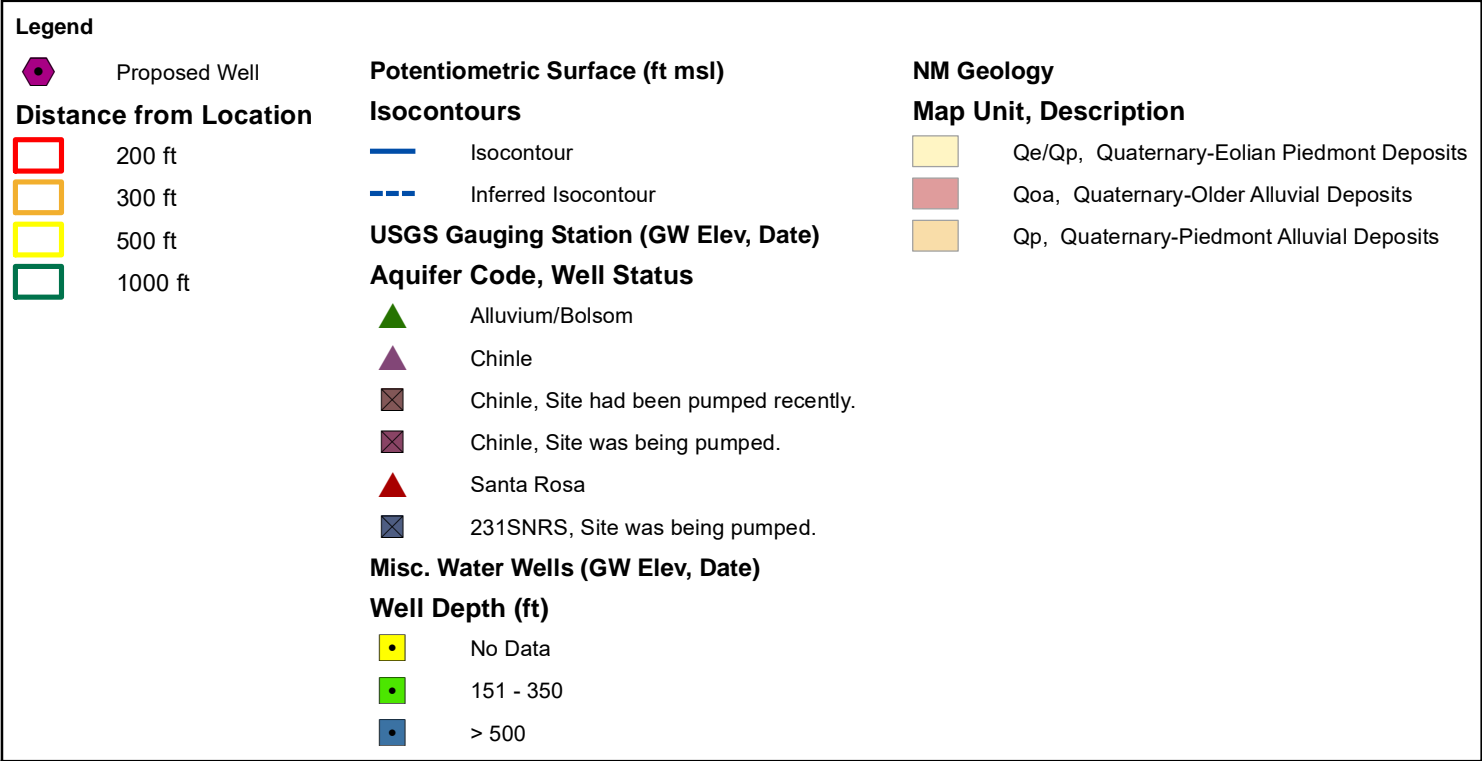 Legend
Proposed Well
Distance from Location
200 ft
300 ft
500 ft
1000 ft
Potentiometric Surface (ft msl)
Isocontours
Isocontour
Inferred Isocontour
USGS Gauging Station (GW Elev, Date)
Aquifer Code, Well Status
Alluvium/Bolsom
Chinle
Chinle, Site had been pumped recently.
Chinle, Site was being pumped.
Santa Rosa
231SNRS, Site was being pumped.
Misc. Water Wells (GW Elev, Date)
Well Depth (ft)
No Data
151 - 350
> 500
NM Geology
Map Unit, Description
Qe/Qp, Quaternary-Eolian Piedmont Deposits
Qoa, Quaternary-Older Alluvial Deposits
Qp, Quaternary-Piedmont Alluvial Deposits